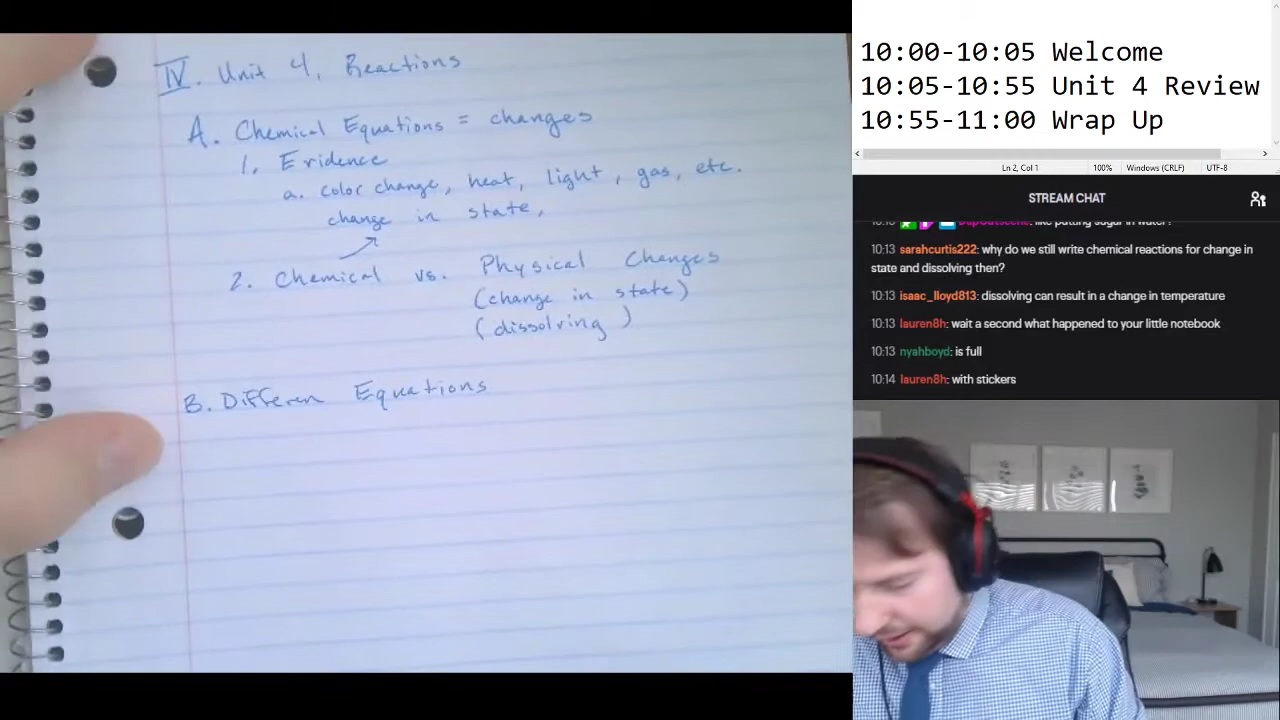 IV. Unit 4, Reactions
A. Chemical Equations = changes
1. Evidence
a. color change, heat, light, gas, etc.
change in state,
2. Chemical vs. Physical Changes
(change in state)
(dissolving)
B. Differen Equations
10:00-10:05 Welcome
10:05-10:55 Unit 4 Review
10:55-11:00 Wrap Up
Ln 2, Col 1 100% Windows (CRLF) UTF-8
STREAM CHAT
like putting sugar in water?
10:13 sarahcurtis222: why do we still write chemical reactions for change in
state and dissolving then?
10:13 isaac_lloyd813: dissolving can result in a change in temperature
10:13 lauren8h: wait a second what happened to your little notebook
10:13 nyahboyd: is full
10:14 lauren8h: with stickers